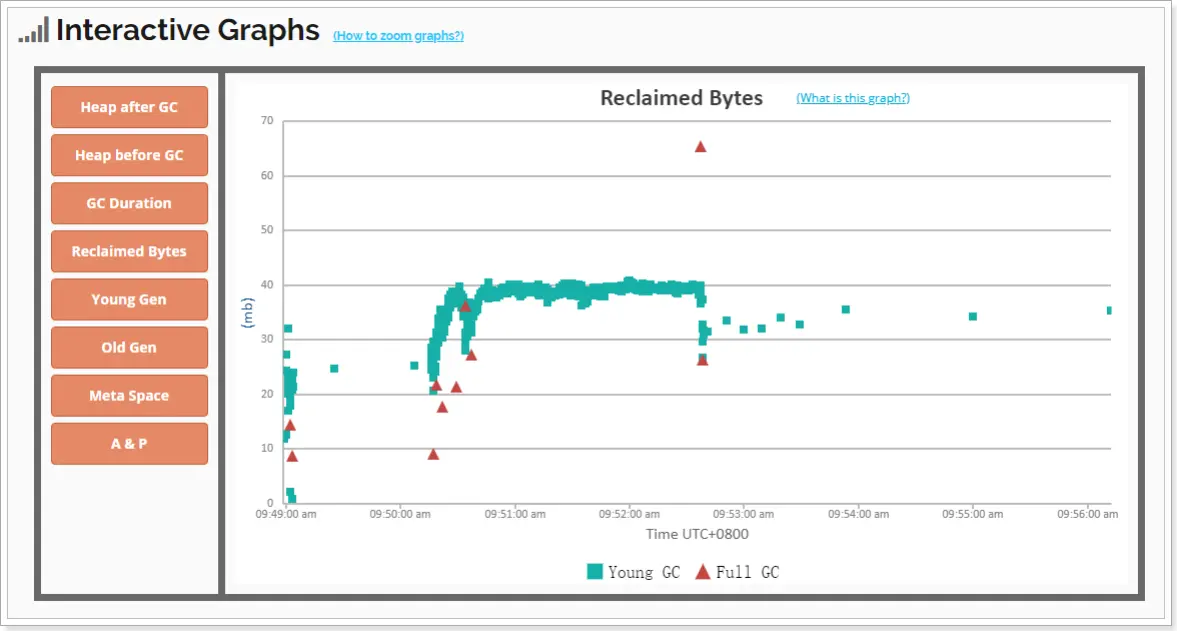 Interactive Graphs (How to zoom graphs?)
Heap after GC
Heap before GC
GC Duration
Reclaimed Bytes
Young Gen
Old Gen
Meta Space
A & P
Reclaimed Bytes (What is this graph?)
70
60
50
40
30
20
10
0
(mb)
09:49:00 am 09:50:00 am 09:51:00 am 09:52:00 am 09:53:00 am 09:54:00 am 09:55:00 am 09:56:00 am
Time UTC+0800
Young GC Full GC